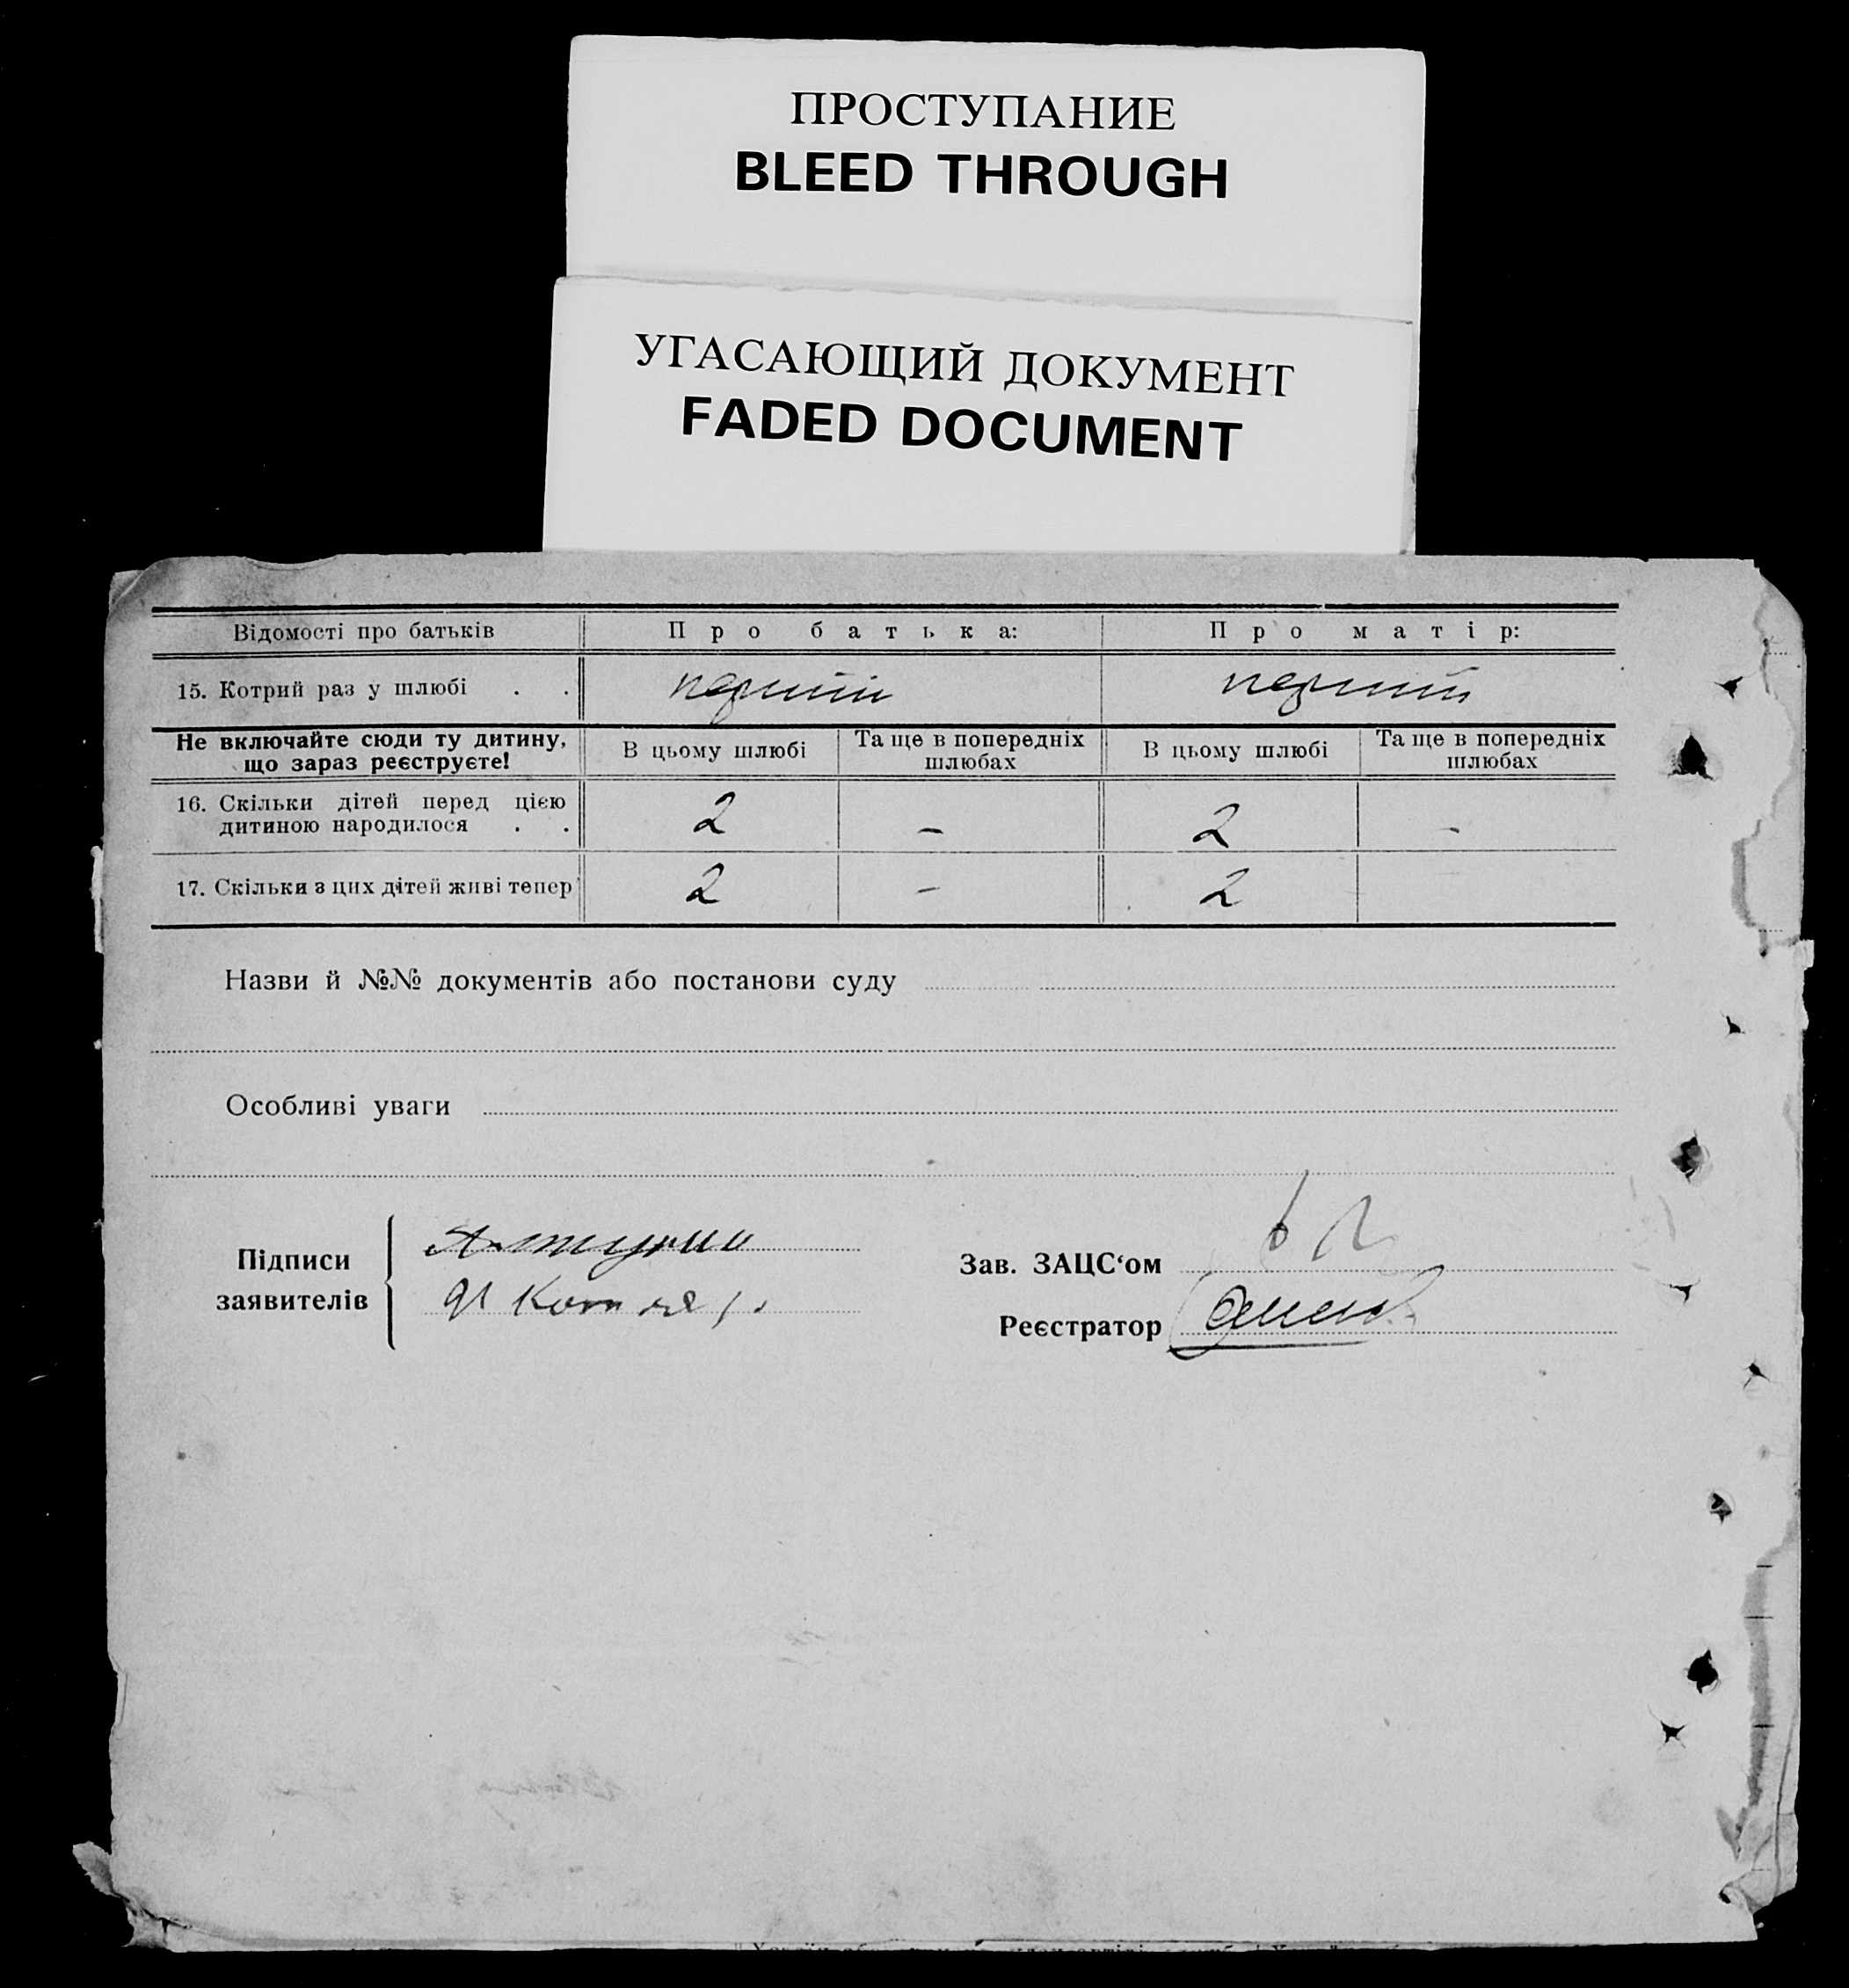 ПРОСТУПАНИЕ
BLEED THROUGH
УГАСАЮЩИЙ ДОКУМЕНТ
FADED DOCUMENT
Відомості про батьків Про батька: Про матір:
15. Котрий раз у шлюбі . . перший перший
Не включайте сюди ту дитину, що зараз реєструєте! В цьому шлюбі Та ще в попередніх шлюбах В цьому шлюбі Та ще в попередніх шлюбах
16. Скільки дітей перед цією дитиною народилося . . 2 – 2 -
17. Скільки з цих дітей живі тепер 2 – 2
Назви й №№ документів або постанови суду
Особливі уваги
Підписи заявителів
Зав. ЗАЦС‘ом
Реєстратор